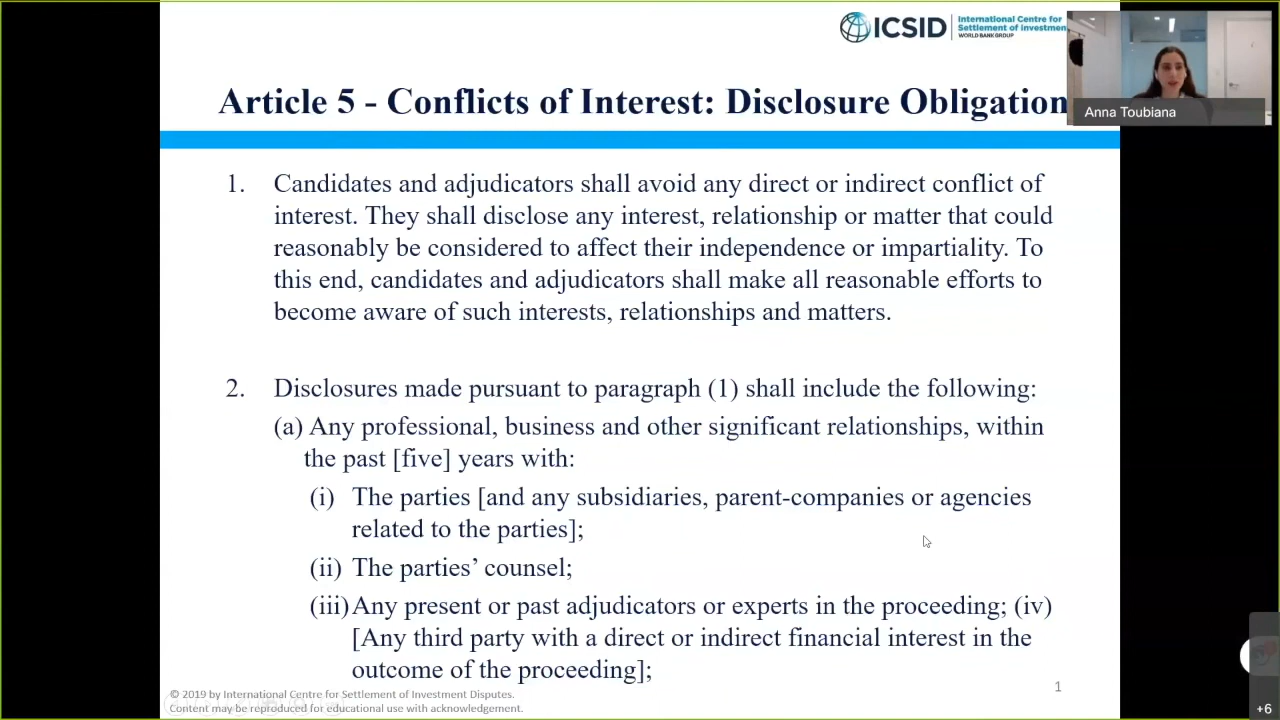 ICSID
International Centre for
Settlement of Investmen
WORLD BANK GROUP
Anna Toubiana
Article 5 - Conflicts of Interest: Disclosure Obligation
1. Candidates and adjudicators shall avoid any direct or indirect conflict of
interest. They shall disclose any interest, relationship or matter that could
reasonably be considered to affect their independence or impartiality. To
this end, candidates and adjudicators shall make all reasonable efforts to
become aware of such interests, relationships and matters.
2. Disclosures made pursuant to paragraph (1) shall include the following:
(a) Any professional, business and other significant relationships, within
the past [five] years with:
(i) The parties [and any subsidiaries, parent-companies or agencies
related to the parties];
(ii) The parties’ counsel;
(iii) Any present or past adjudicators or experts in the proceeding; (iv)
[Any third party with a direct or indirect financial interest in the
outcome of the proceeding];
© 2019 by International Centre for Settlement of Investment Disputes.
Content may be reproduced for educational use with acknowledgement.
1
+6